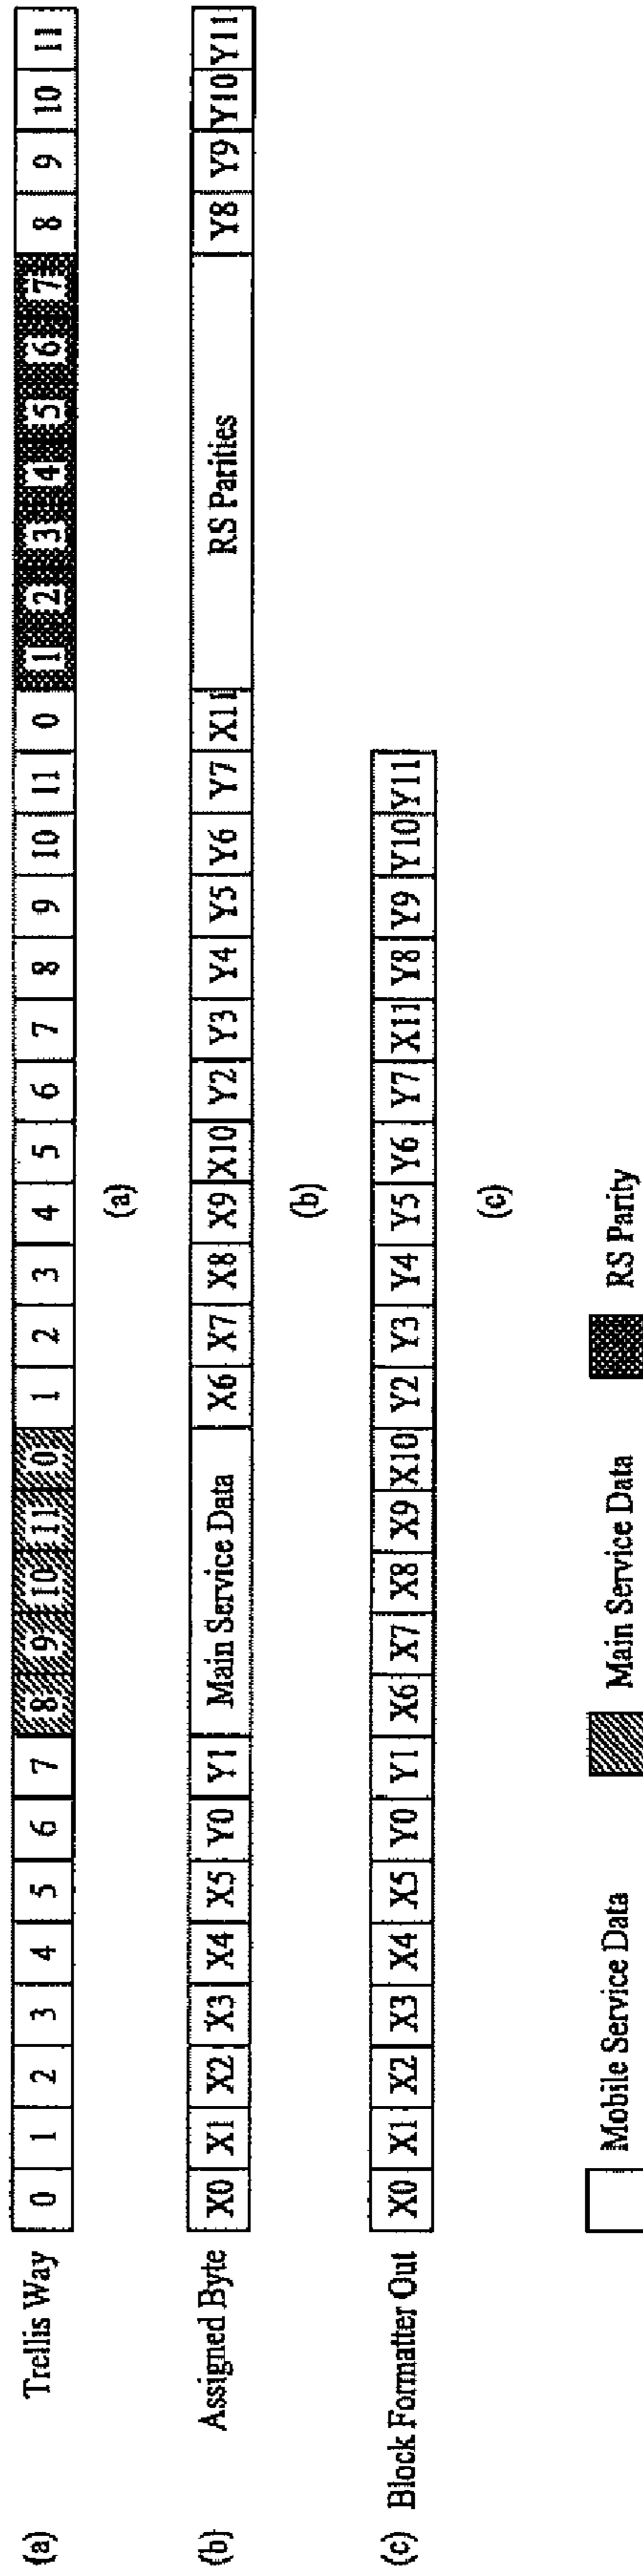 (a) Trellis Way 0 1 2 3 4 5 6 7 8 9 10 11 0 1 2 3 4 5 6 7 8 9 10 11 0 1 2 3 4 5 6 7 8 9 10 11
(a)
(b) Assigned Byte X0 X1 X2 X3 X4 X5 Y0 Y1 Main Service Data X6 X7 X8 X9 X10 Y2 Y3 Y4 Y5 Y6 Y7 X11 RS Parities Y8 Y9 Y10 Y11
(b)
(c) Block Formatter Out X0 X1 X2 X3 X4 X5 Y0 Y1 X6 X7 X8 X9 X10 Y2 Y3 Y4 Y5 Y6 Y7 X11 Y8 Y9 Y10 Y11
(c)
Mobile Service Data Main Service Data RS Parity